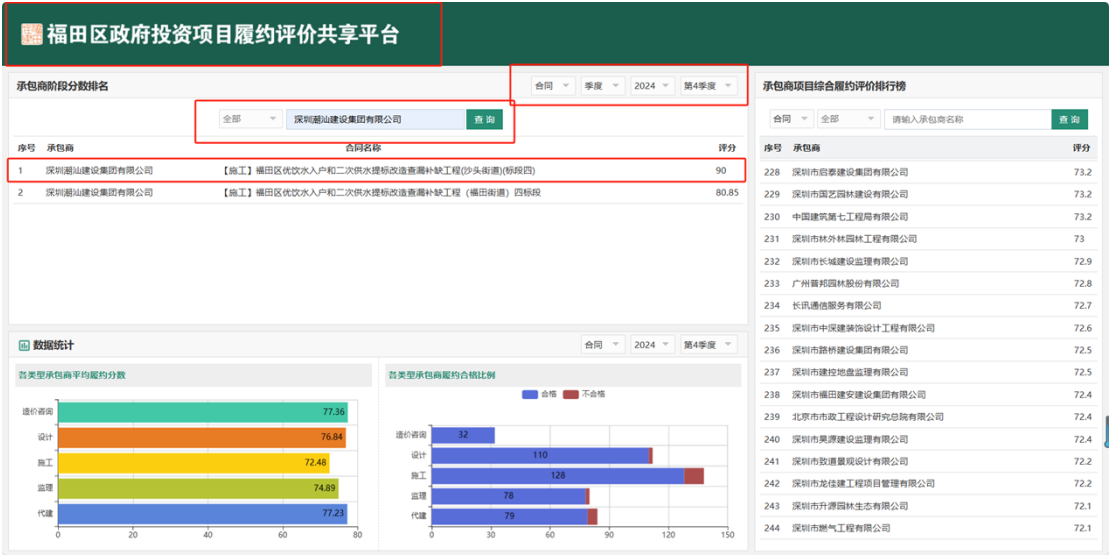 福田区政府投资项目履约评价共享平台
承包商阶段分数排名
合同 季度 2024 第4季度
全部 深圳潮汕建设集团有限公司 查询
序号 承包商 合同名称 评分
1 深圳潮汕建设集团有限公司 【施工】福田区优饮水入户和二次供水提标改造查漏补缺工程(沙头街道)(标段四) 90
2 深圳潮汕建设集团有限公司 【施工】福田区优饮水入户和二次供水提标改造查漏补缺工程（福田街道）四标段 80.85
数据统计
合同 2024 第4季度
各类型承包商平均履约分数
造价咨询 77.36
设计 76.84
施工 72.48
监理 74.89
代建 77.23
0 20 40 60 80
各类型承包商履约合格比例
合格 不合格
造价咨询 32
设计 110
施工 128
监理 78
代建 79
0 30 60 90 120 150
承包商项目综合履约评价排行榜
合同 全部 请输入承包商名称 查询
序号 承包商 评分
228 深圳市启泰建设集团有限公司 73.2
229 深圳市国艺园林建设有限公司 73.2
230 中国建筑第七工程局有限公司 73.2
231 深圳市林外林园林工程有限公司 73
232 深圳市长城建设监理有限公司 72.9
233 广州普邦园林股份有限公司 72.8
234 长讯通信服务有限公司 72.7
235 深圳市中深建装饰设计工程有限公司 72.6
236 深圳市路桥建设集团有限公司 72.5
237 深圳市建控地盘监理有限公司 72.5
238 深圳市福田建安建设集团有限公司 72.4
239 北京市市政工程设计研究总院有限公司 72.4
240 深圳市昊源建设监理有限公司 72.4
241 深圳市致道景观设计有限公司 72.2
242 深圳市龙佳建工程项目管理有限公司 72.2
243 深圳市升源园林生态有限公司 72.1
244 深圳市燃气工程有限公司 72.1